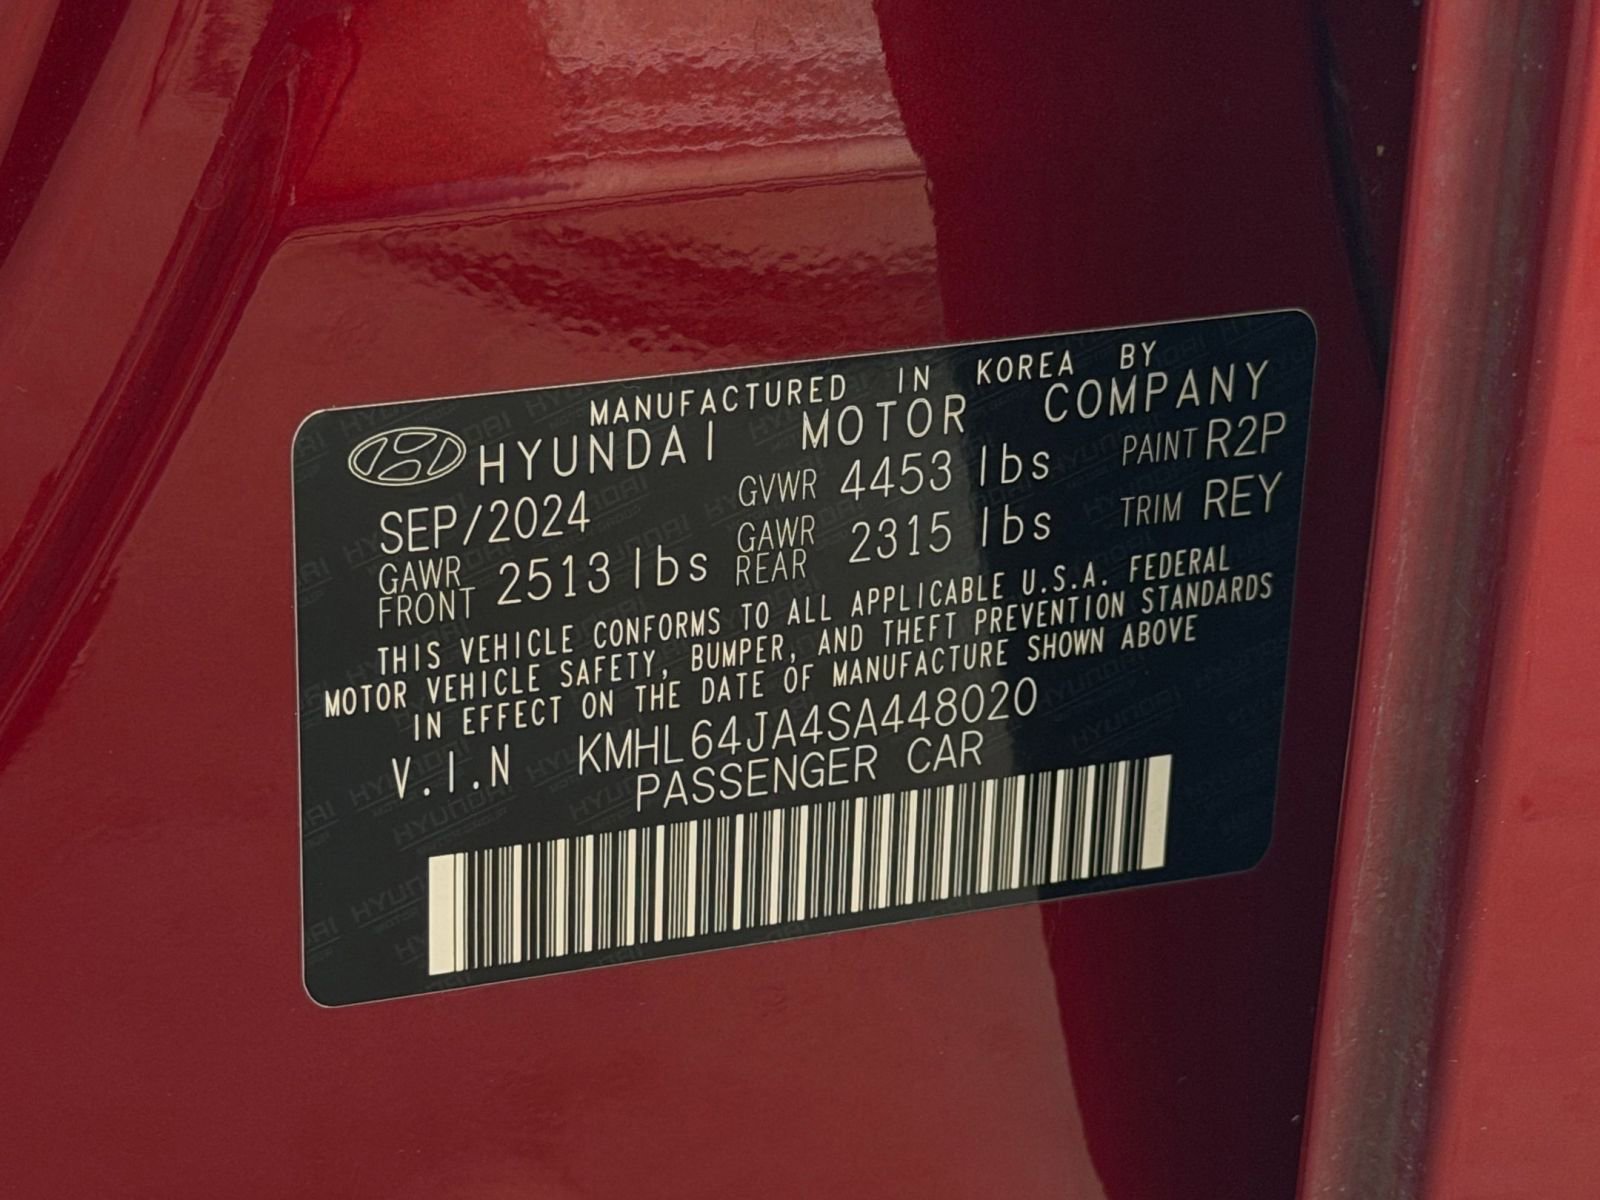 MANUFACTURED IN KOREA BY
HYUNDAI MOTOR COMPANY
SEP/2024 GVWR 4453 lbs PAINT R2P
GAWR FRONT 2513 lbs GAWR REAR 2315 lbs TRIM REY
THIS VEHICLE CONFORMS TO ALL APPLICABLE U.S.A. FEDERAL
MOTOR VEHICLE SAFETY, BUMPER, AND THEFT PREVENTION STANDARDS
IN EFFECT ON THE DATE OF MANUFACTURE SHOWN ABOVE
V.I.N KMHL64JA4SA448020
PASSENGER CAR